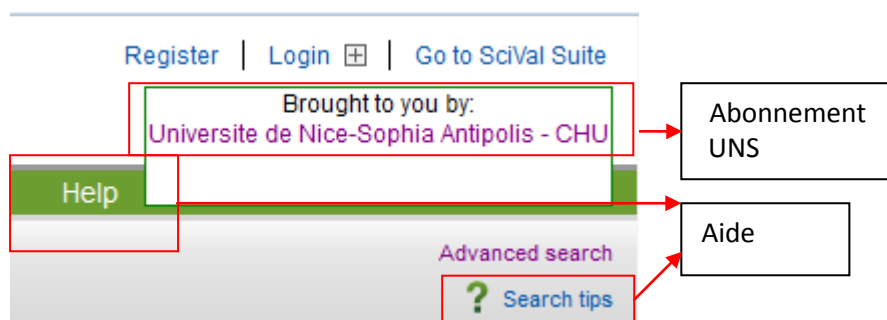 Register | Login | Go to SciVal Suite
Brought to you by:
Universite de Nice-Sophia Antipolis - CHU
Abonnement
UNS
Help
Aide
Advanced search
? Search tips